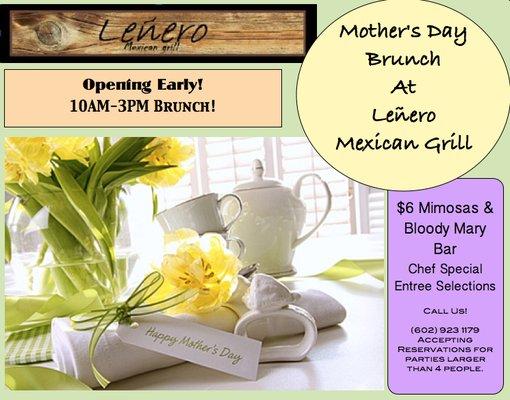 Leñero
Mexican grill
Opening Early!
10AM-3PM Brunch!
Mother's Day
Brunch
At
Leñero
Mexican Grill
Happy Mother's Day
$6 Mimosas &
Bloody Mary
Bar
Chef Special
Entree Selections
Call Us!
(602) 923 1179
Accepting
Reservations for
parties larger
than 4 people.